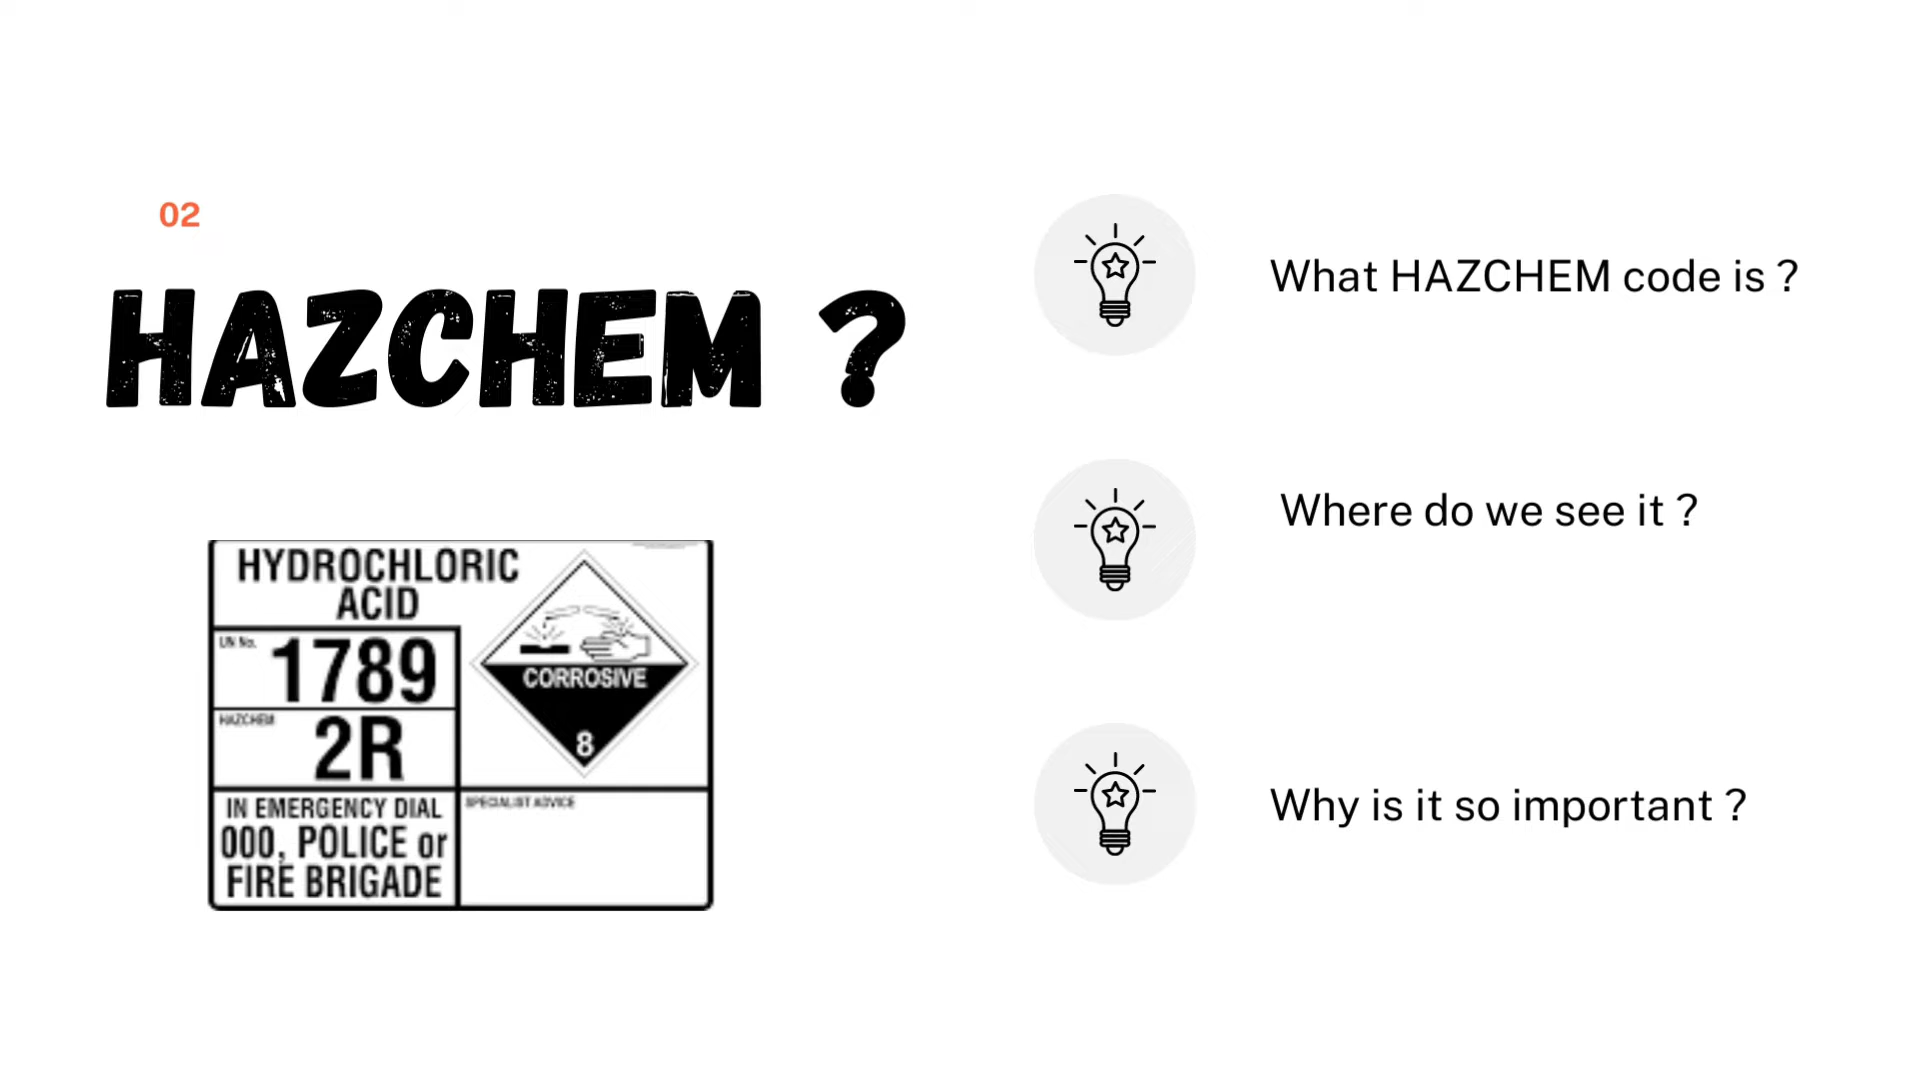 02
HAZCHEM ?
HYDROCHLORIC
ACID
UN No.
1789
HAZCHEM
2R
IN EMERGENCY DIAL
000, POLICE or
FIRE BRIGADE
CORROSIVE
8
SPECIALIST ADVICE
What HAZCHEM code is ?
Where do we see it ?
Why is it so important ?